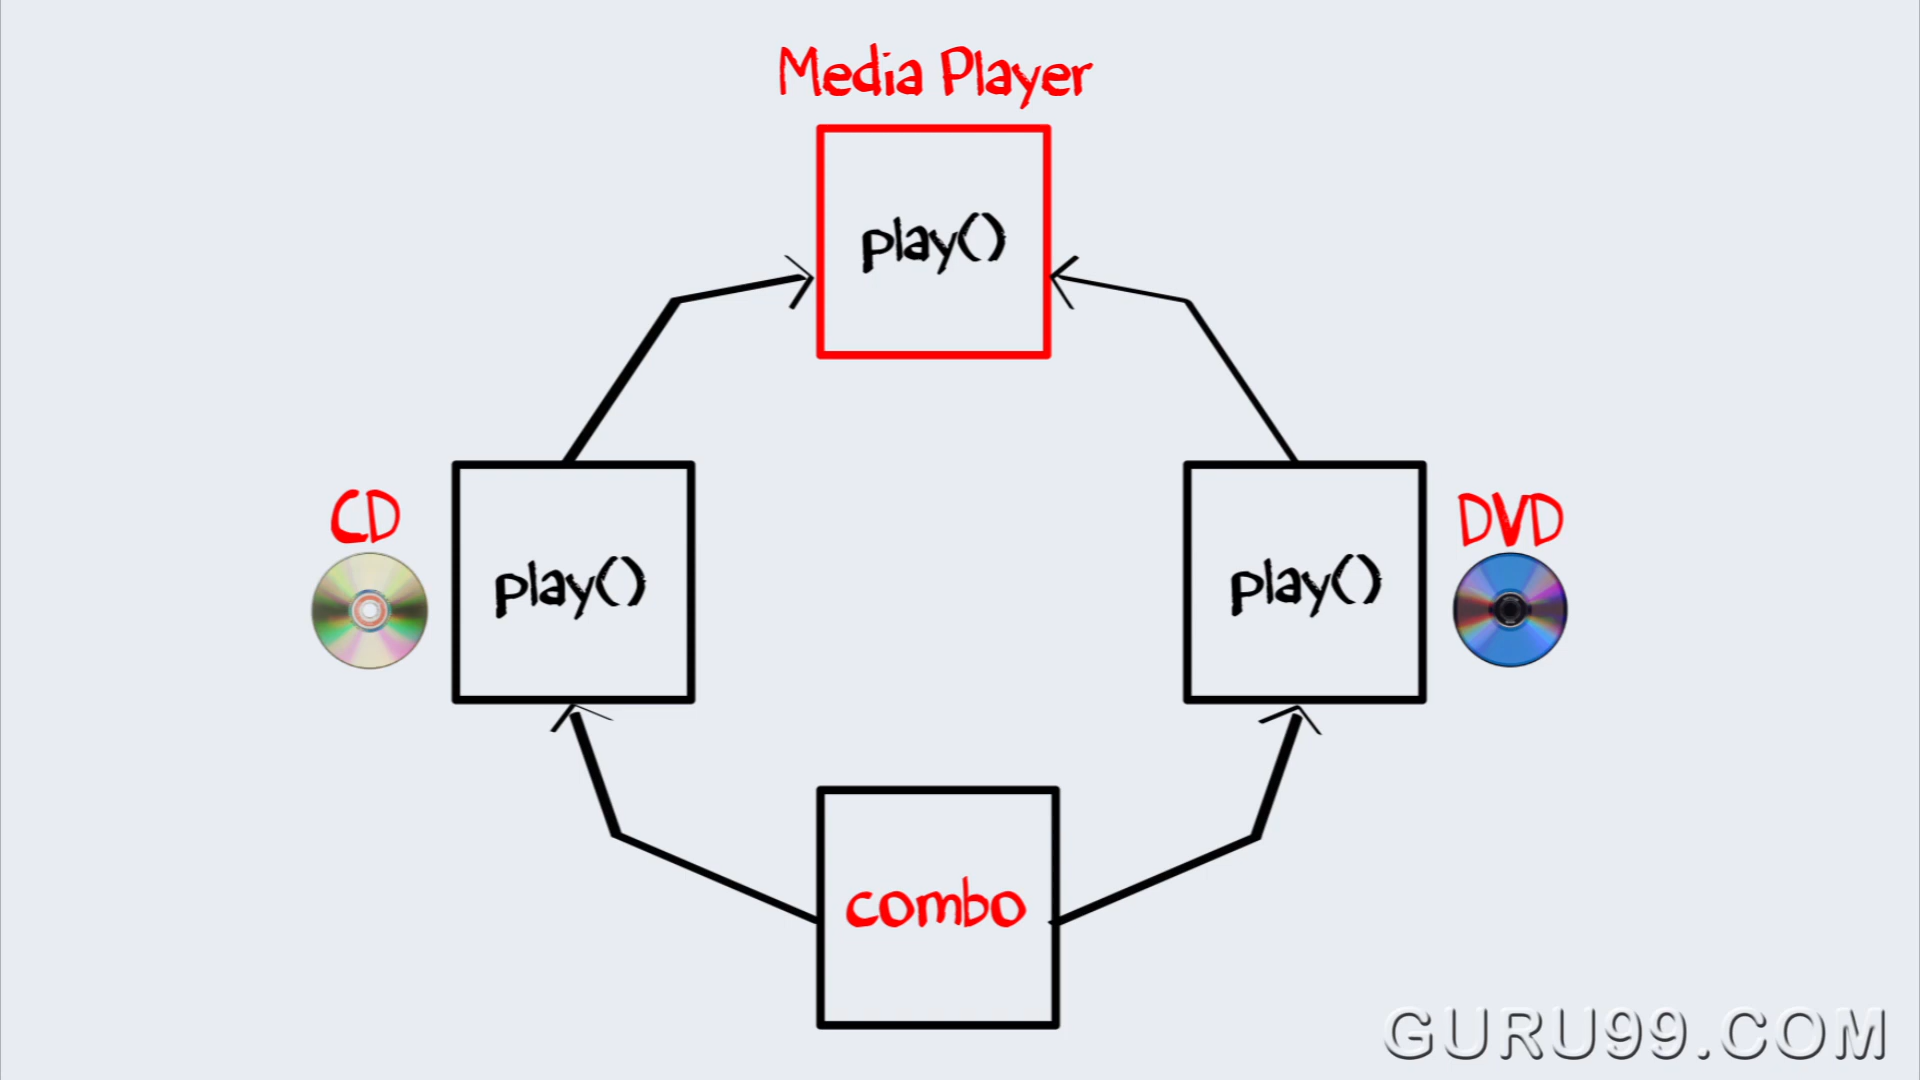 Media Player
play()
CD
play()
DVD
play()
combo
GURU99.COM